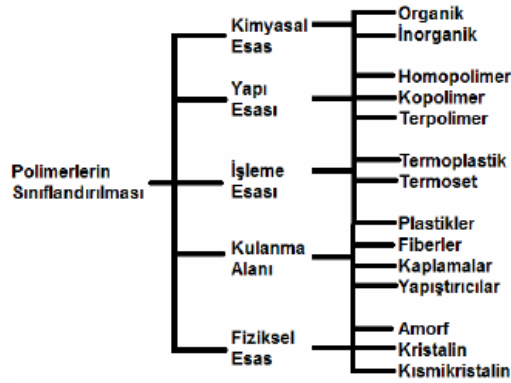 Polimerlerin
Sınıflandırılması
Kimyasal
Esas
Yapı
Esası
İşleme
Esası
Kulanma
Alanı
Fiziksel
Esas
Organik
İnorganik
Homopolimer
Kopolimer
Terpolimer
Termoplastik
Termoset
Plastikler
Fiberler
Kaplamalar
Yapıştırıcılar
Amorf
Kristalin
Kısmikristalin